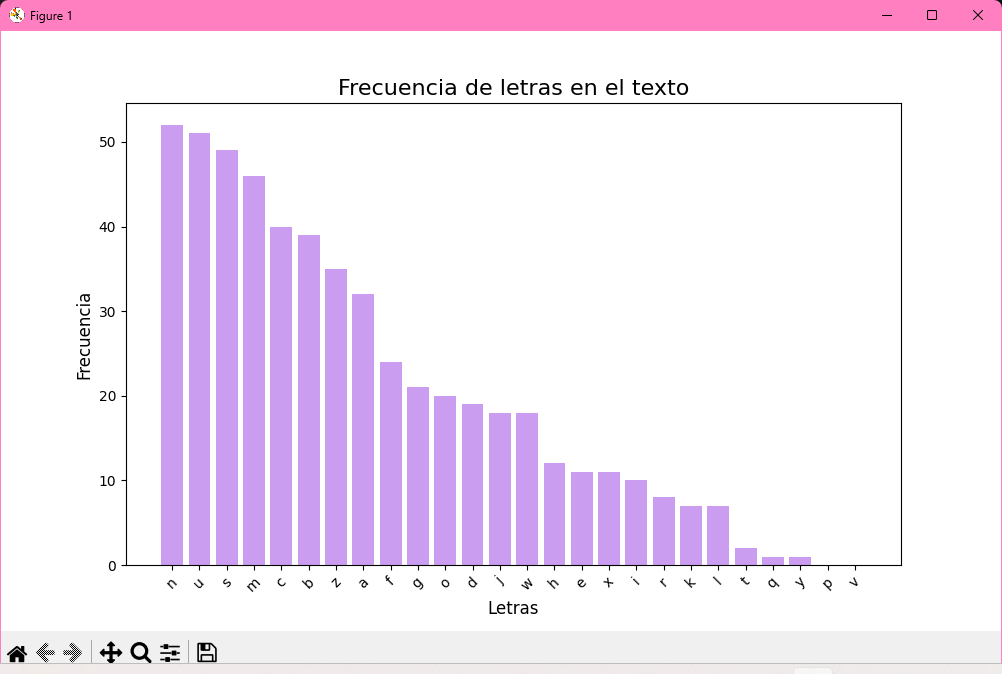 Figure 1
Frecuencia de letras en el texto
50
40
30
20
10
0
Frecuencia
n u s m c b z a f g o d j w h e x i r k l t q y p v
Letras